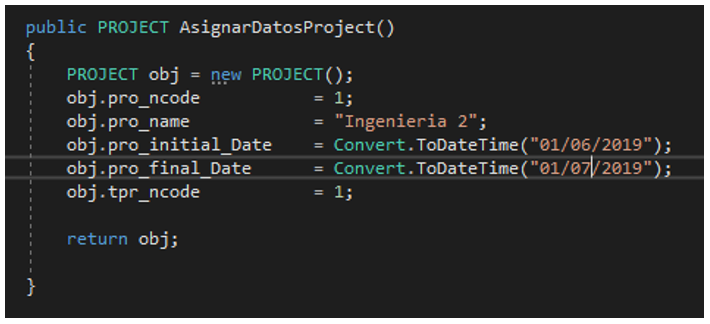 public PROJECT AsignarDatosProject()
{
PROJECT obj = new PROJECT();
obj.pro_ncode = 1;
obj.pro_name = "Ingenieria 2";
obj.pro_initial_Date = Convert.ToDateTime("01/06/2019");
obj.pro_final_Date = Convert.ToDateTime("01/07/2019");
obj.tpr_ncode = 1;
return obj;
}